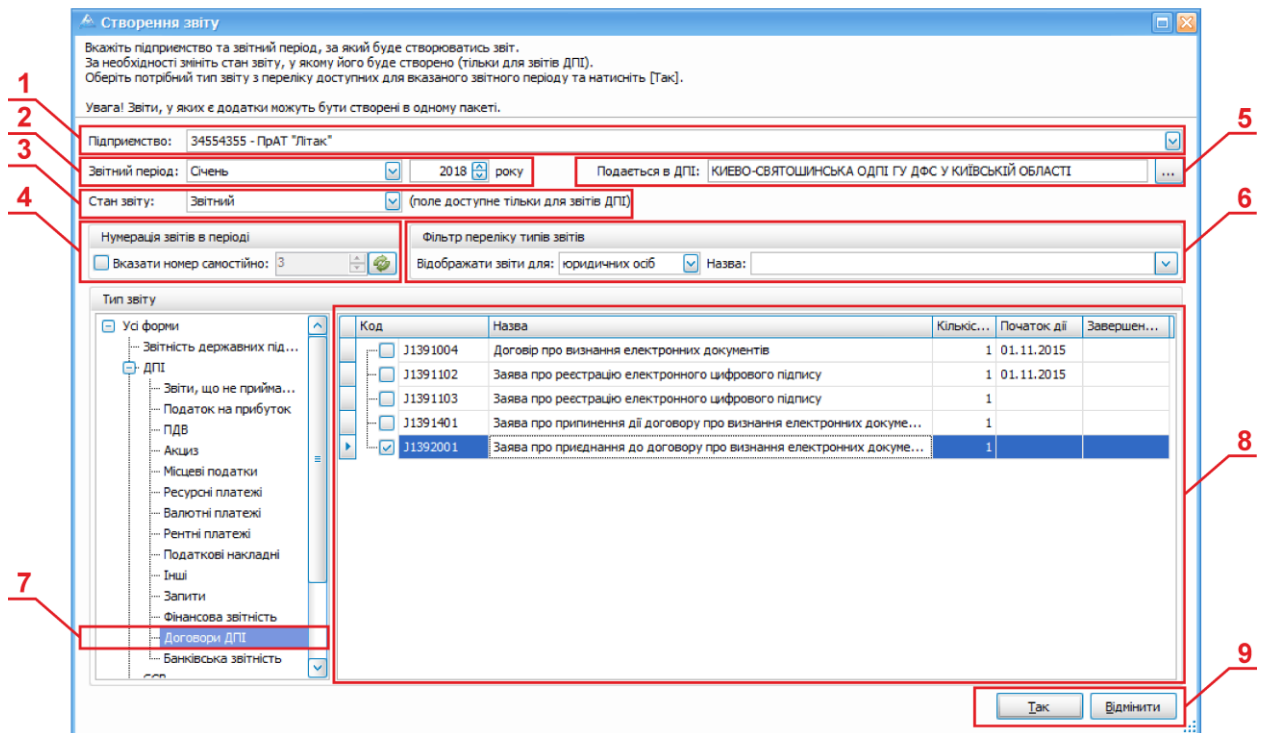 Створення звіту
Вкажіть підприємство та звітний період, за який буде створюватись звіт.
За необхідності змініть стан звіту, у якому його буде створено (тільки для звітів ДПІ).
Оберіть потрібний тип звіту з переліку доступних для вказаного звітного періоду та натисніть [Так].
Увага! Звіти, у яких є додатки можуть бути створені в одному пакеті.
1
2
3
4
5
6
7
8
9
Підприємство: 34554355 - ПрАТ "Літак"
Звітний період: Січень 2018 року Подається в ДПІ: КИЕВО-СВЯТОШИНСЬКА ОДПІ ГУ ДФС У КИЇВСЬКІЙ ОБЛАСТІ ...
Стан звіту: Звітний (поле доступне тільки для звітів ДПІ)
Нумерація звітів в періоді Фільтр переліку типів звітів
Вказати номер самостійно: 3 Відображати звіти для: юридичних осіб Назва:
Тип звіту
Усі форми
Звітність державних під...
ДПІ
Звіти, що не прийма...
Податок на прибуток
ПДВ
Акциз
Місцеві податки
Ресурсні платежі
Валютні платежі
Рентні платежі
Податкові накладні
Інші
Запити
Фінансова звітність
Договори ДПІ
Банківська звітність
Код Назва Кількіс... Початок дії Завершен...
J1391004 Договір про визнання електронних документів 1 01.11.2015
J1391102 Заява про реєстрацію електронного цифрового підпису 1 01.11.2015
J1391103 Заява про реєстрацію електронного цифрового підпису 1
J1391401 Заява про припинення дії договору про визнання електронних докуме... 1
J1392001 Заява про приєднання до договору про визнання електронних докуме... 1
Так Відмінити